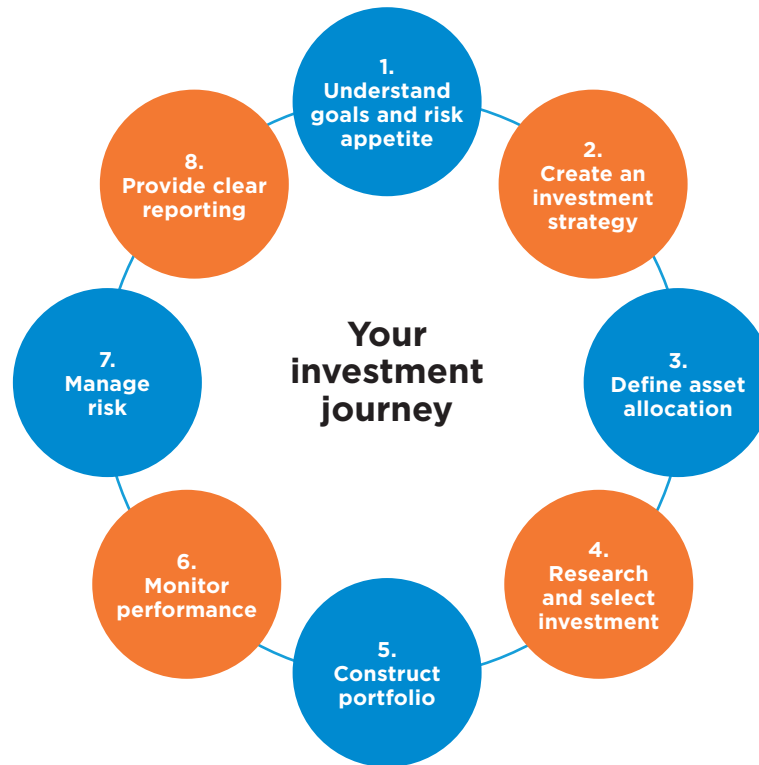 1.
Understand
goals and risk
appetite
2.
Create an
investment
strategy
3.
Define asset
allocation
4.
Research
and select
investment
5.
Construct
portfolio
6.
Monitor
performance
7.
Manage
risk
8.
Provide clear
reporting
Your
investment
journey